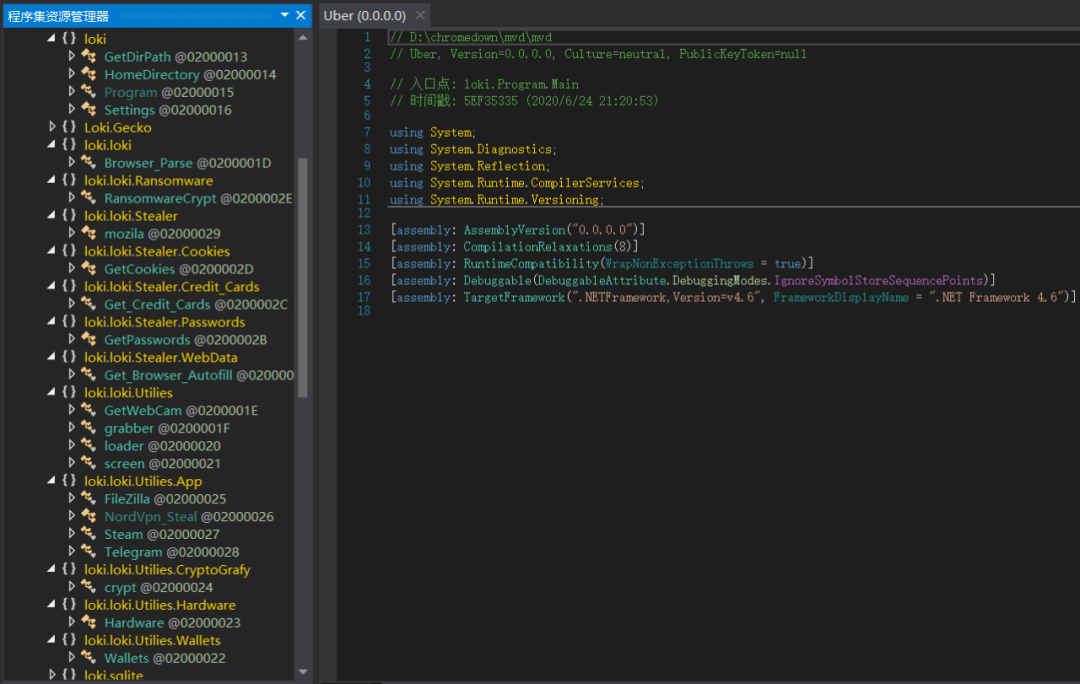 程序集资源管理器
loki
GetDirPath @02000013
HomeDirectory @02000014
Program @02000015
Settings @02000016
Loki.Gecko
loki.loki
Browser_Parse @0200001D
loki.loki.Ransomware
RansomwareCrypt @0200002E
loki.loki.Stealer
mozila @02000029
loki.loki.Stealer.Cookies
GetCookies @0200002D
loki.loki.Stealer.Credit_Cards
Get_Credit_Cards @0200002C
loki.loki.Stealer.Passwords
GetPasswords @0200002B
loki.loki.Stealer.WebData
Get_Browser_Autofill @020000
loki.loki.Utilies
GetWebCam @0200001E
grabber @0200001F
loader @02000020
screen @02000021
loki.loki.Utilies.App
FileZilla @02000025
NordVpn_Steal @02000026
Steam @02000027
Telegram @02000028
loki.loki.Utilies.CryptoGrafy
crypt @02000024
loki.loki.Utilies.Hardware
Hardware @02000023
loki.loki.Utilies.Wallets
Wallets @02000022
loki.sqlite
Uber (0.0.0.0)
1 // D:\chromedown\mvd\mvd
2 // Uber, Version=0.0.0.0, Culture=neutral, PublicKeyToken=null
3
4 // 入口点: loki.Program.Main
5 // 时间戳: 5EF35335 (2020/6/24 21:20:53)
6
7 using System;
8 using System.Diagnostics;
9 using System.Reflection;
10 using System.Runtime.CompilerServices;
11 using System.Runtime.Versioning;
12
13 [assembly: AssemblyVersion("0.0.0.0")]
14 [assembly: CompilationRelaxations(8)]
15 [assembly: RuntimeCompatibility(WrapNonExceptionThrows = true)]
16 [assembly: Debuggable(DebuggableAttribute.DebuggingModes.IgnoreSymbolStoreSequencePoints)]
17 [assembly: TargetFramework(".NETFramework,Version=v4.6", FrameworkDisplayName = ".NET Framework 4.6")]
18